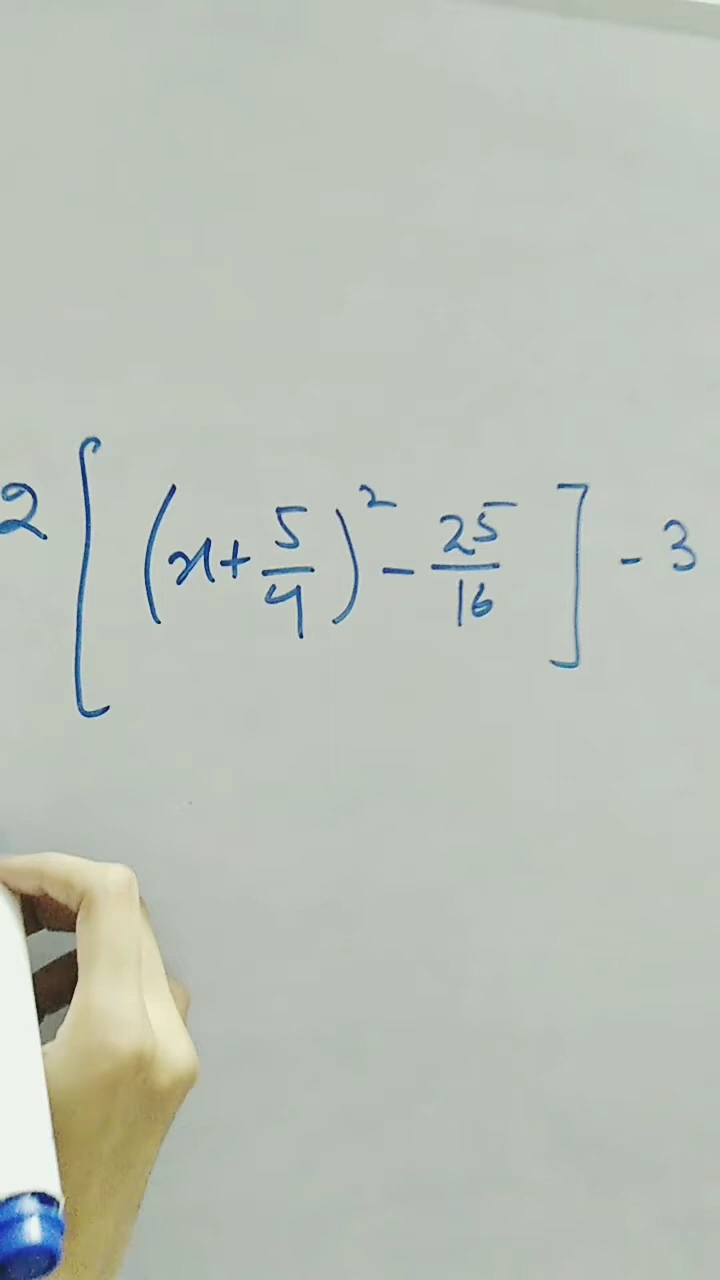 2 [ (x + 5/4)² - 25/16 ] - 3